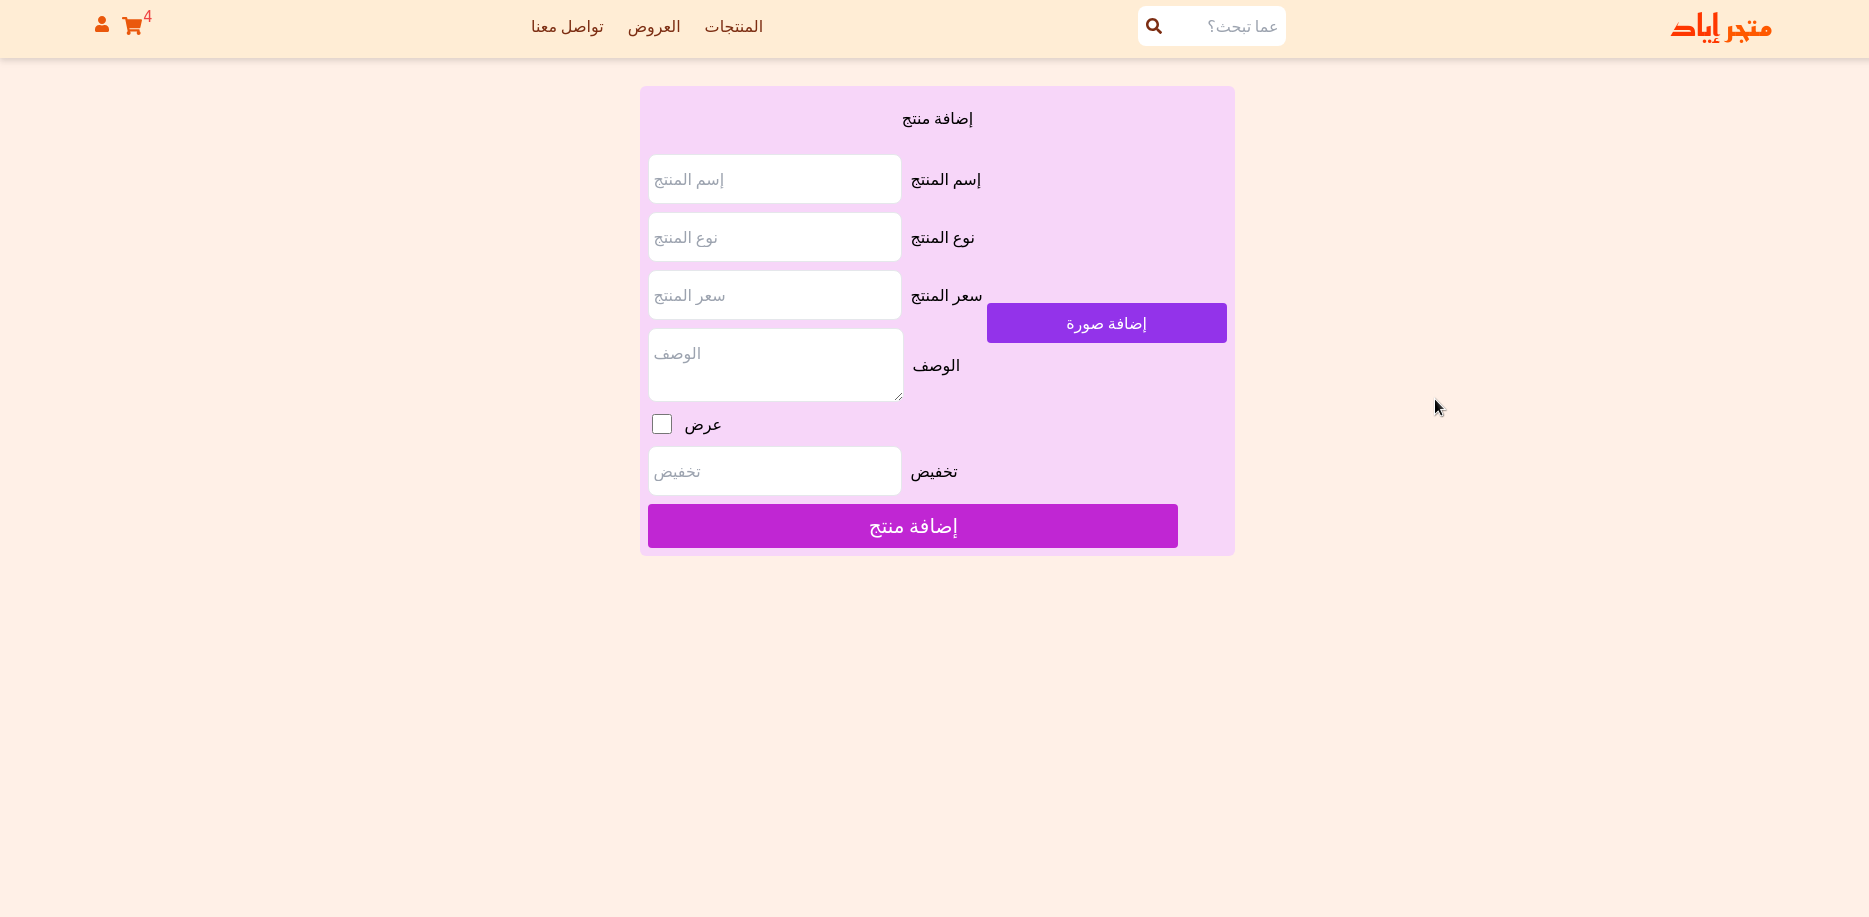 متجر إياد
عما تبحث؟
المنتجات
العروض
تواصل معنا
4
إضافة منتج
إسم المنتج
إسم المنتج
نوع المنتج
نوع المنتج
سعر المنتج
سعر المنتج
إضافة صورة
الوصف
الوصف
عرض
تخفيض
تخفيض
إضافة منتج